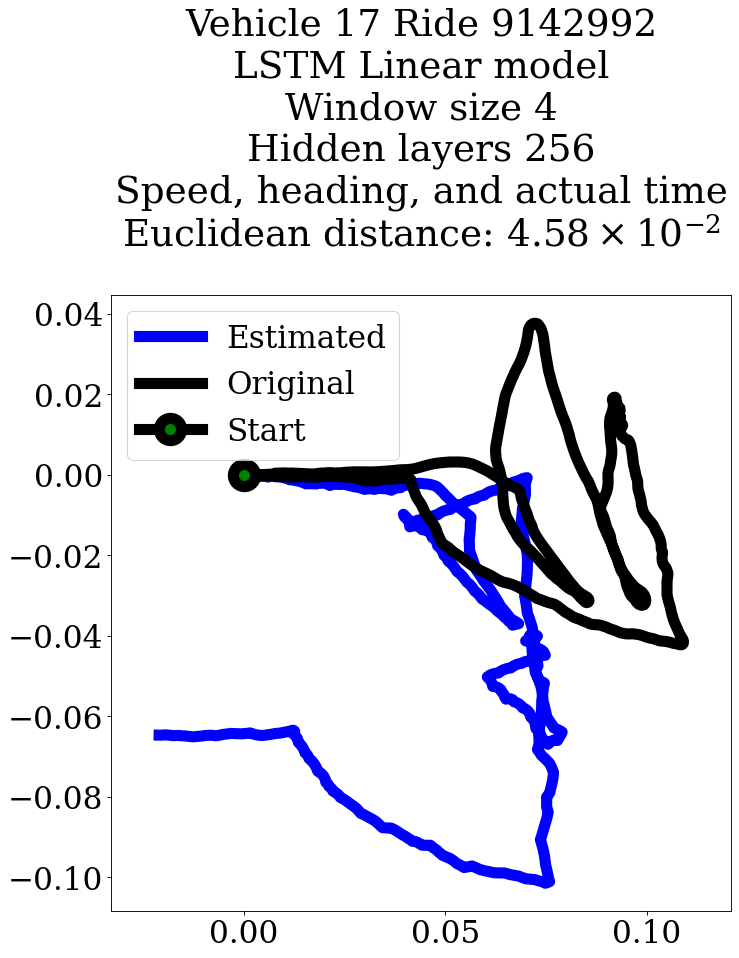 Vehicle 17 Ride 9142992
LSTM Linear model
Window size 4
Hidden layers 256
Speed, heading, and actual time
Euclidean distance: 4.58 × 10⁻²
Estimated
Original
Start
0.04
0.02
0.00
−0.02
−0.04
−0.06
−0.08
−0.10
0.00 0.05 0.10